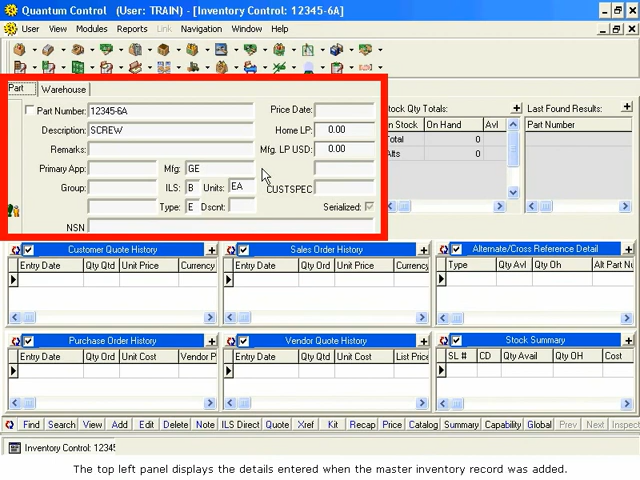 Quantum Control (User: TRAIN) - [Inventory Control: 12345-6A]
User View Modules Reports Link Navigation Window Help
Part Warehouse
Part Number: 12345-6A Price Date:
Description: SCREW Home LP: 0.00
Remarks: Mfg. LP USD: 0.00
Primary App: Mfg: GE
Group: ILS: B Units: EA CUSTSPEC
Type: E Dscnt: Serialized:
NSN
Stock Qty Totals: Last Found Results:
In Stock On Hand Avl Part Number
Total 0
Alts 0
Customer Quote History Sales Order History Alternate/Cross Reference Detail
Entry Date Qty Qtd Unit Price Currency Entry Date Qty Ord Unit Price Currency Type Qty Avl Qty Oh Alt Part Nu
Purchase Order History Vendor Quote History Stock Summary
Entry Date Qty Ord Unit Cost Vendor P Entry Date Qty Qtd Unit Cost List Price SL # CD Qty Avail Qty OH Cost
Find Search View Add Edit Delete Note ILS Direct Quote Xref Kit Recap Price Catalog Summary Capability Global Prev Next Inspect
Inventory Control: 1234
The top left panel displays the details entered when the master inventory record was added.